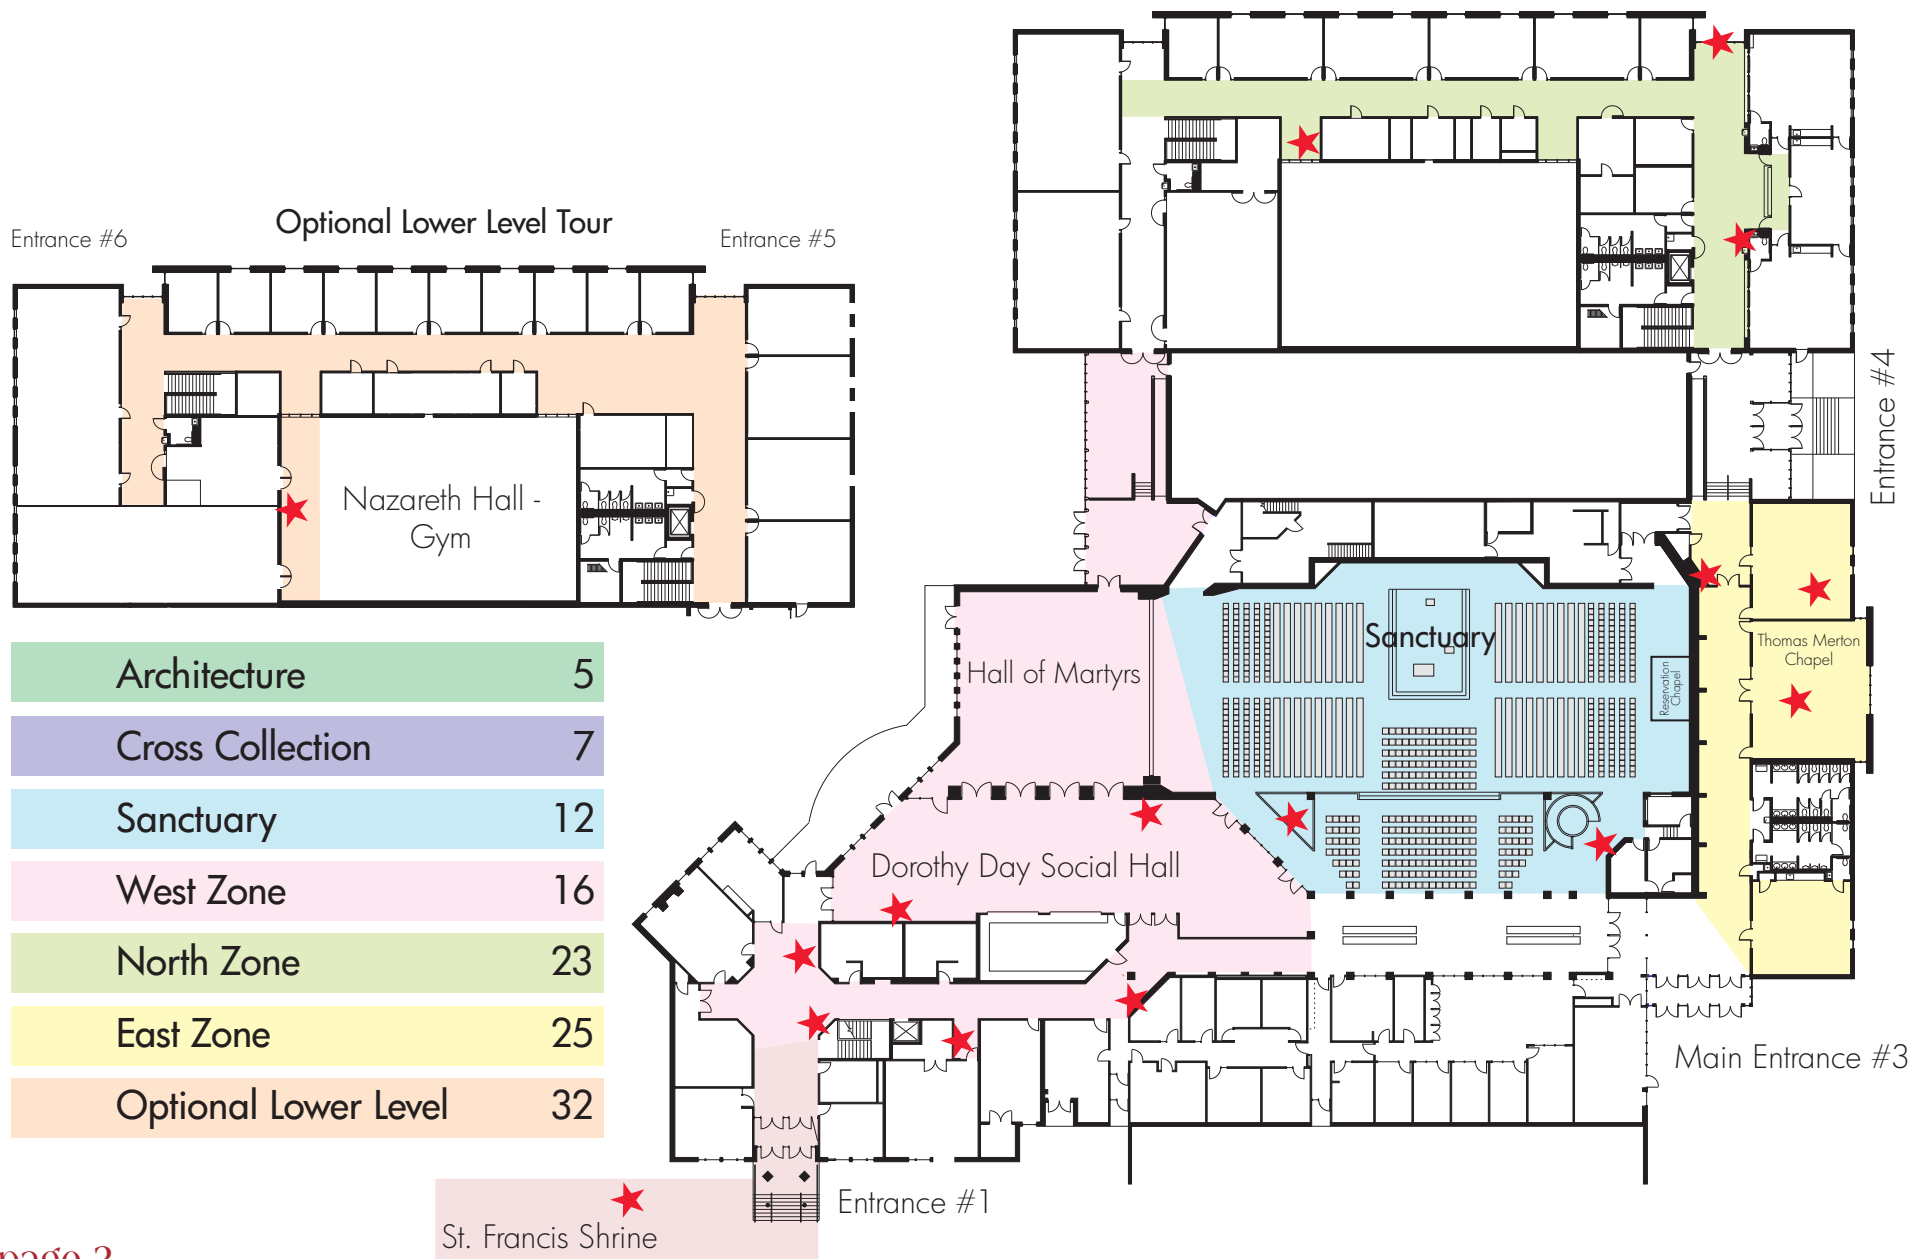 Optional Lower Level Tour
Entrance #6
Entrance #5
Nazareth Hall -
Gym
Entrance #4
Architecture 5
Cross Collection 7
Sanctuary 12
West Zone 16
North Zone 23
East Zone 25
Optional Lower Level 32
Sanctuary
Hall of Martyrs
Reservation
Chapel
Thomas Merton
Chapel
Dorothy Day Social Hall
Main Entrance #3
Entrance #1
St. Francis Shrine